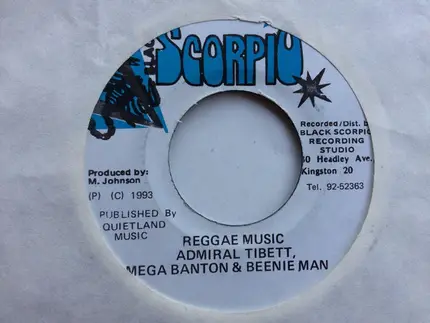 BLAC
SCORPIO
Recorded/Dist. b
BLACK SCORPIO
RECORDING
STUDIO
30 Headley Ave.
Kingston 20
Tel. 92-52363
Produced by:
M. Johnson
(P) (C) 1993
PUBLISHED By
QUIETLAND
MUSIC
REGGAE MUSIC
ADMIRAL TIBETT,
MEGA BANTON & BEENIE MAN